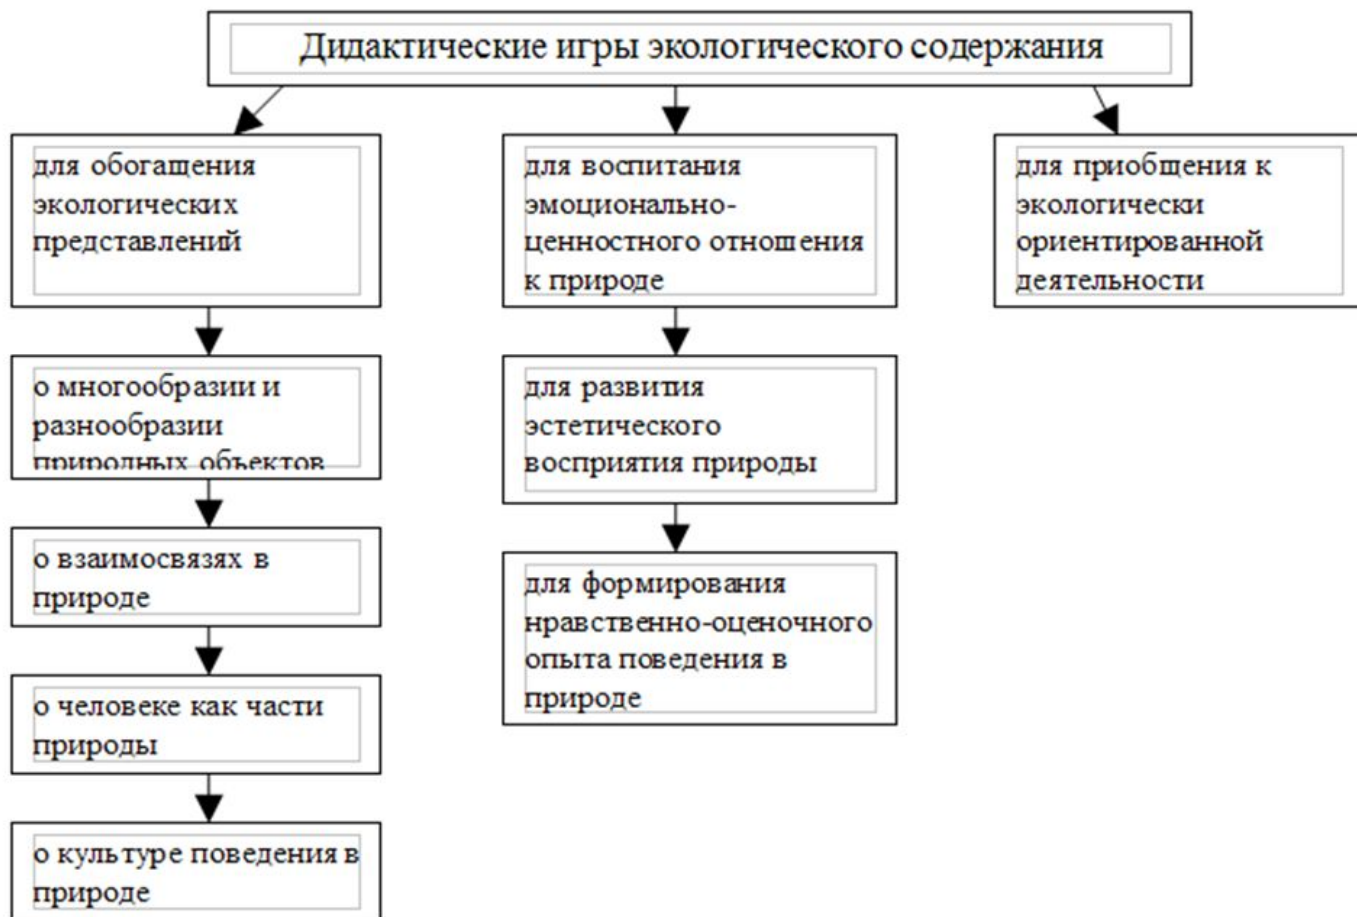 Дидактические игры экологического содержания
для обогащения
экологических
представлений
для воспитания
эмоционально-
ценностного отношения
к природе
для приобщения к
экологически
ориентированной
деятельности
о многообразии и
разнообразии
природных объектов
о взаимосвязях в
природе
о человеке как части
природы
о культуре поведения в
природе
для развития
эстетического
восприятия природы
для формирования
нравственно-оценочного
опыта поведения в
природе